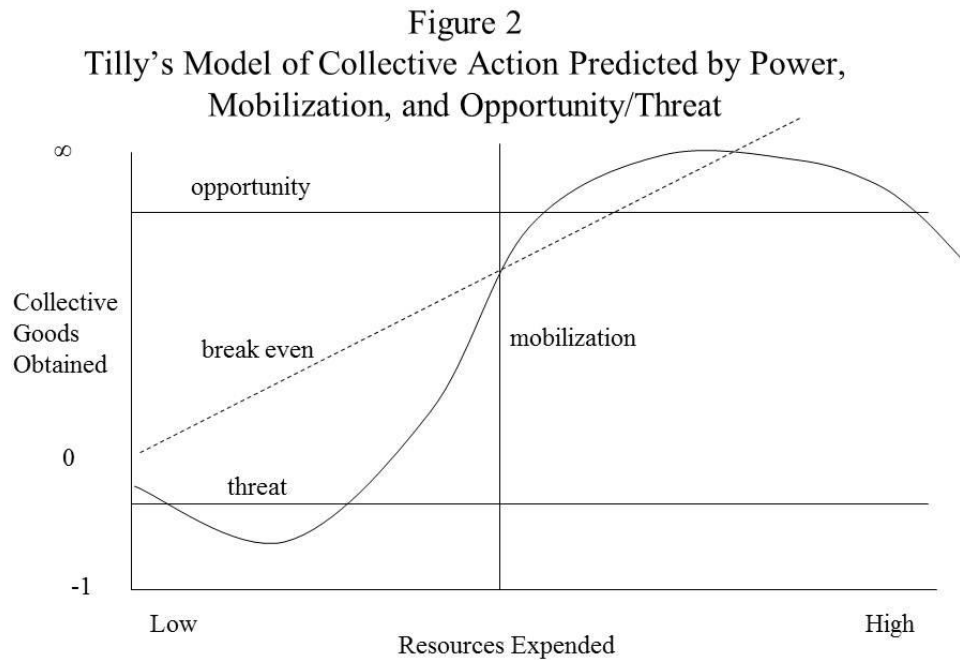 Figure 2
Tilly’s Model of Collective Action Predicted by Power,
Mobilization, and Opportunity/Threat
∞
opportunity
Collective
Goods
Obtained
break even
mobilization
0
threat
-1
Low
High
Resources Expended